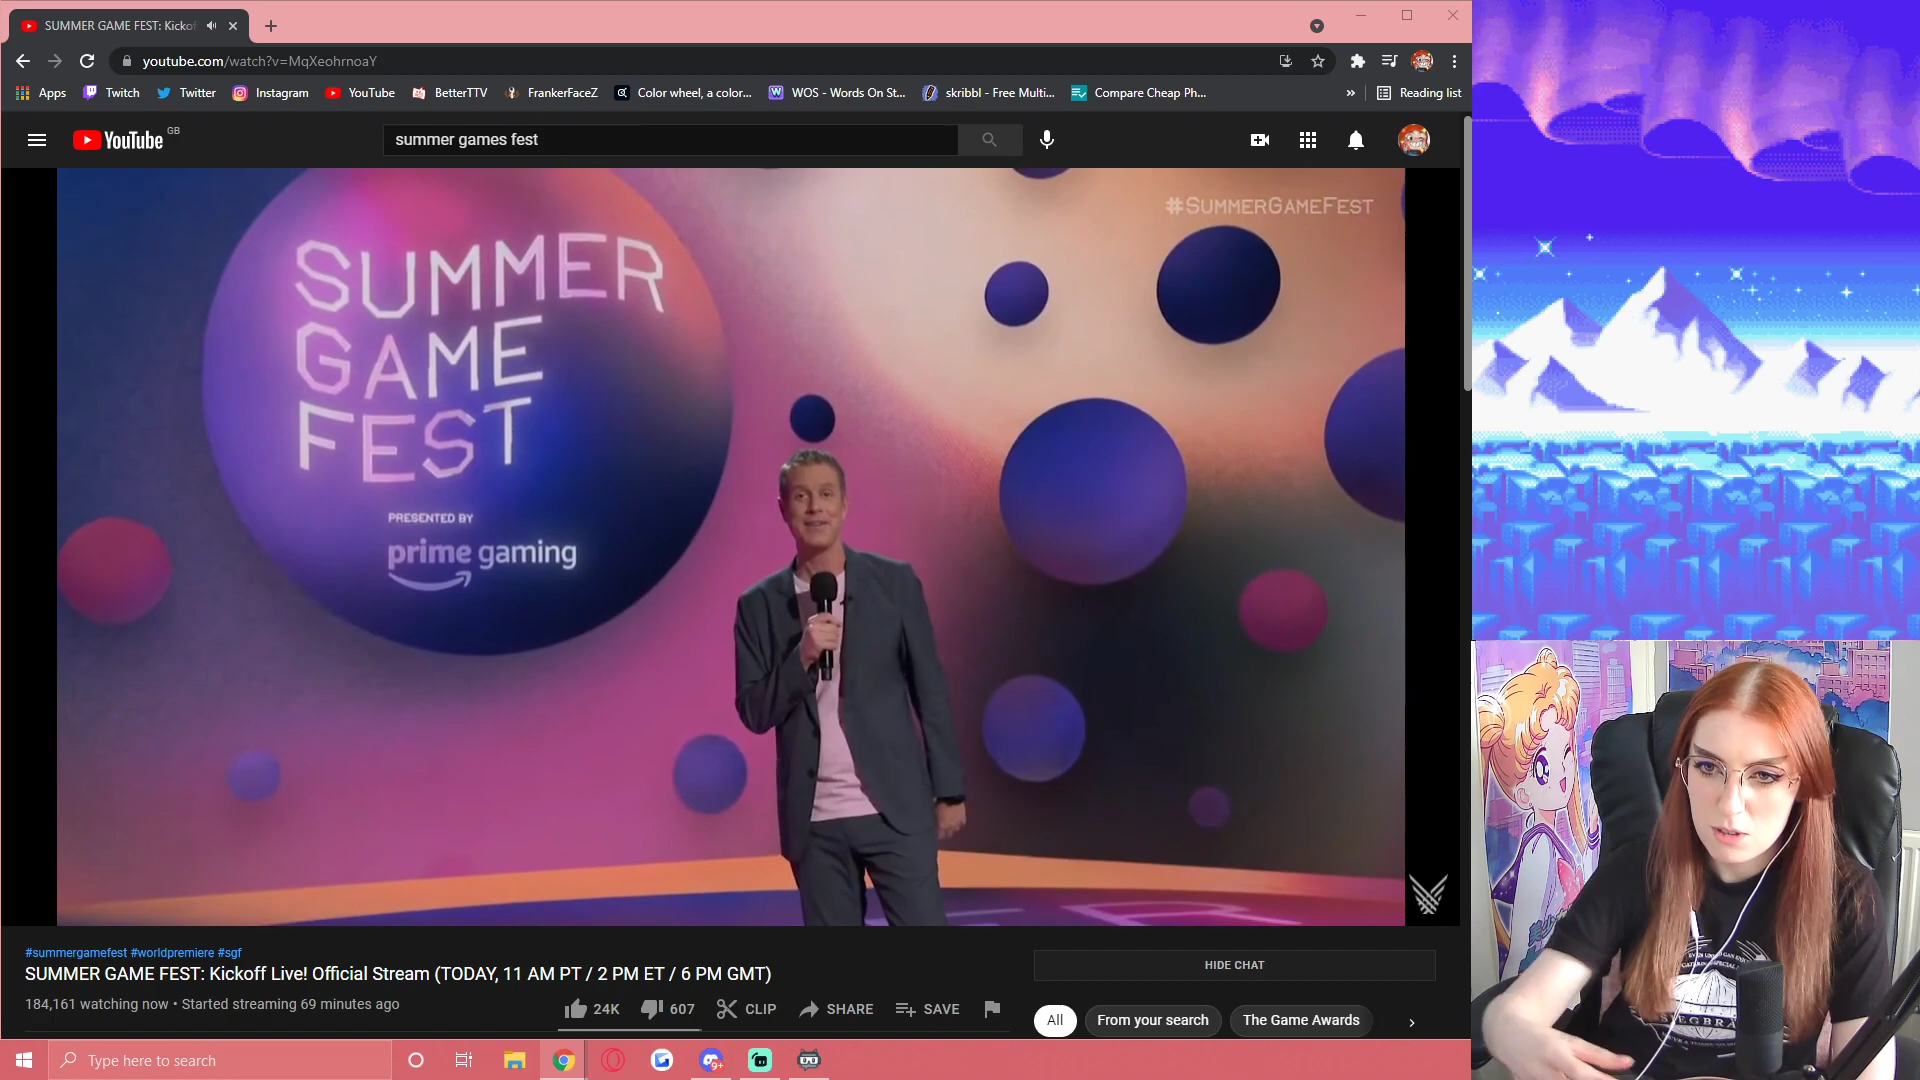 SUMMER GAME FEST: Kicko
youtube.com/watch?v=MqXeohrnoaY
Apps
Twitch
Twitter
Instagram
YouTube
BetterTTV
FrankerFaceZ
Color wheel, a color...
WOS - Words On St...
skribbl - Free Multi...
Compare Cheap Ph...
»
Reading list
YouTube GB
summer games fest
#SUMMERGAMEFEST
SUMMER
GAME
FEST
PRESENTED BY
prime gaming
#summergamefest #worldpremiere #sgf
SUMMER GAME FEST: Kickoff Live! Official Stream (TODAY, 11 AM PT / 2 PM ET / 6 PM GMT)
184,161 watching now • Started streaming 69 minutes ago
24K
607
CLIP
SHARE
SAVE
HIDE CHAT
All
From your search
The Game Awards
Type here to search
9+